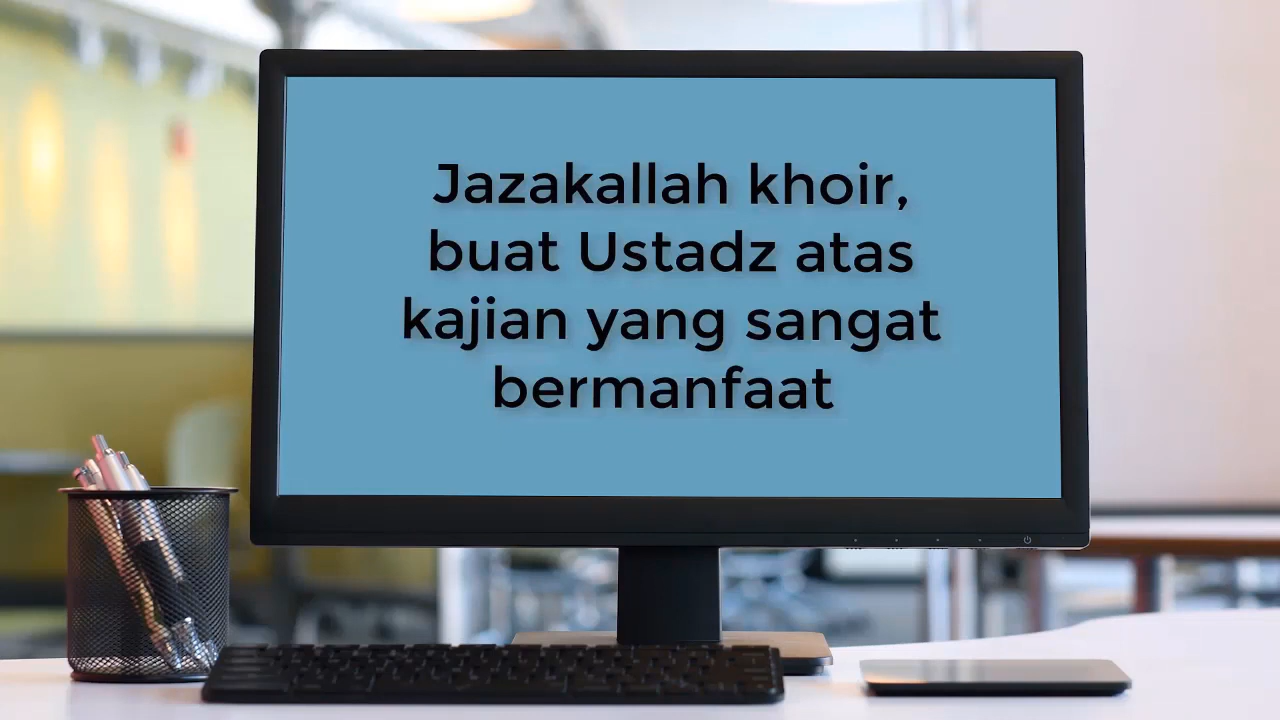 Jazakallah khoir,
buat Ustadz atas
kajian yang sangat
bermanfaat